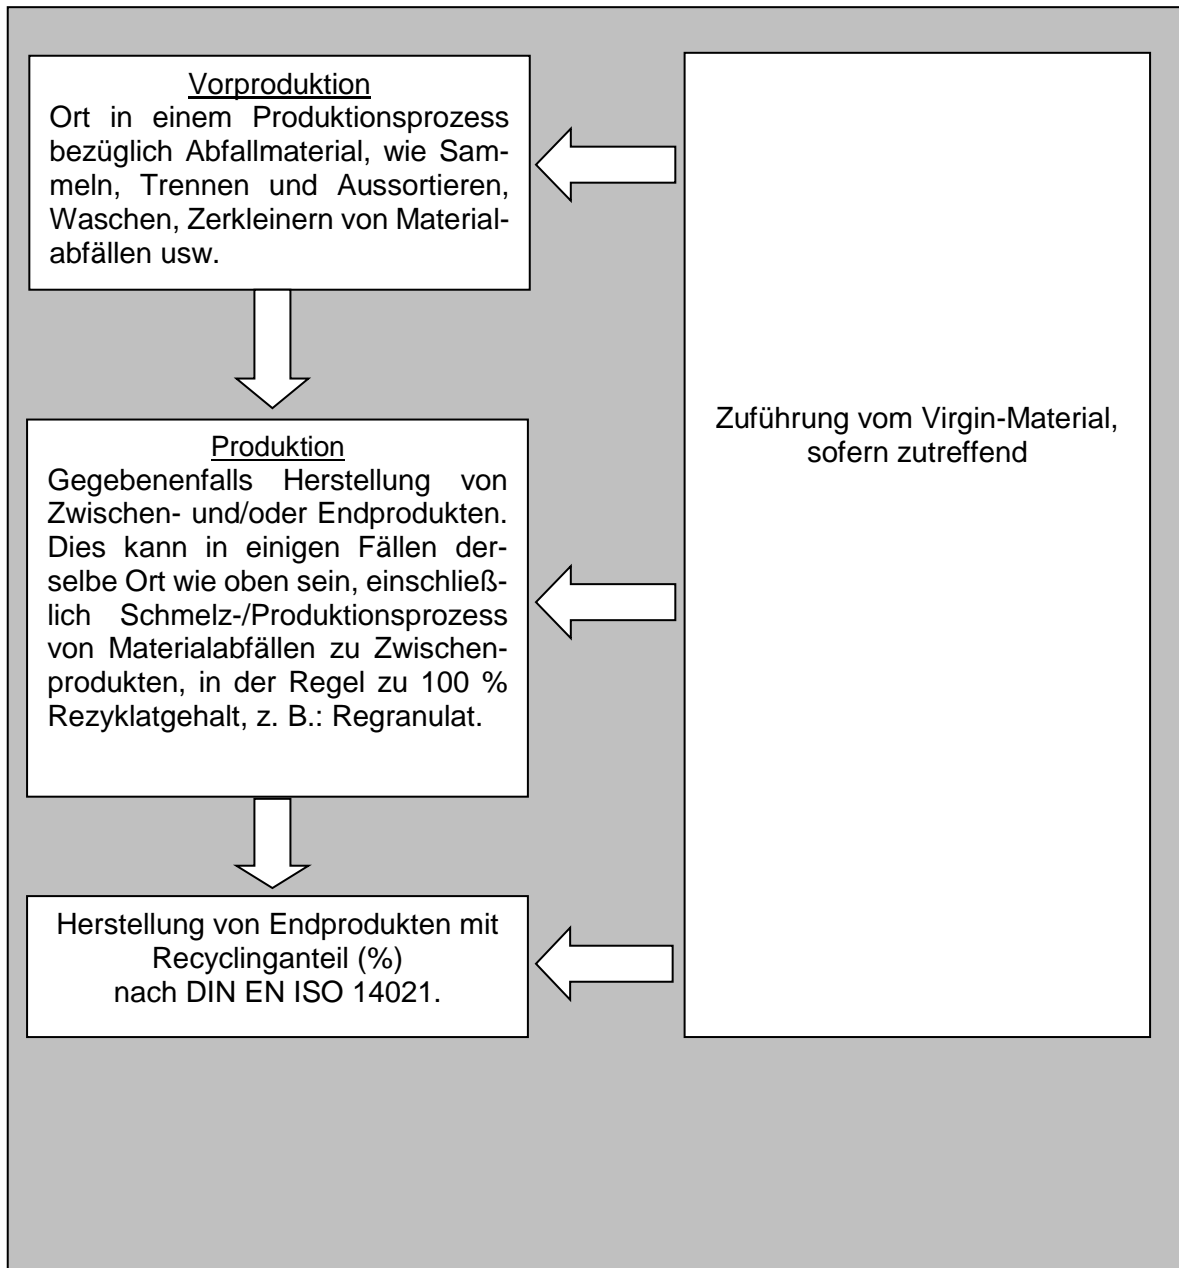 Vorproduktion
Ort in einem Produktionsprozess
bezüglich Abfallmaterial, wie Sam-
meln, Trennen und Aussortieren,
Waschen, Zerkleinern von Material-
abfällen usw.
Produktion
Gegebenenfalls Herstellung von
Zwischen- und/oder Endprodukten.
Dies kann in einigen Fällen der-
selbe Ort wie oben sein, einschließ-
lich Schmelz-/Produktionsprozess
von Materialabfällen zu Zwischen-
produkten, in der Regel zu 100 %
Rezyklatgehalt, z. B.: Regranulat.
Herstellung von Endprodukten mit
Recyclinganteil (%)
nach DIN EN ISO 14021.
Zuführung vom Virgin-Material,
sofern zutreffend